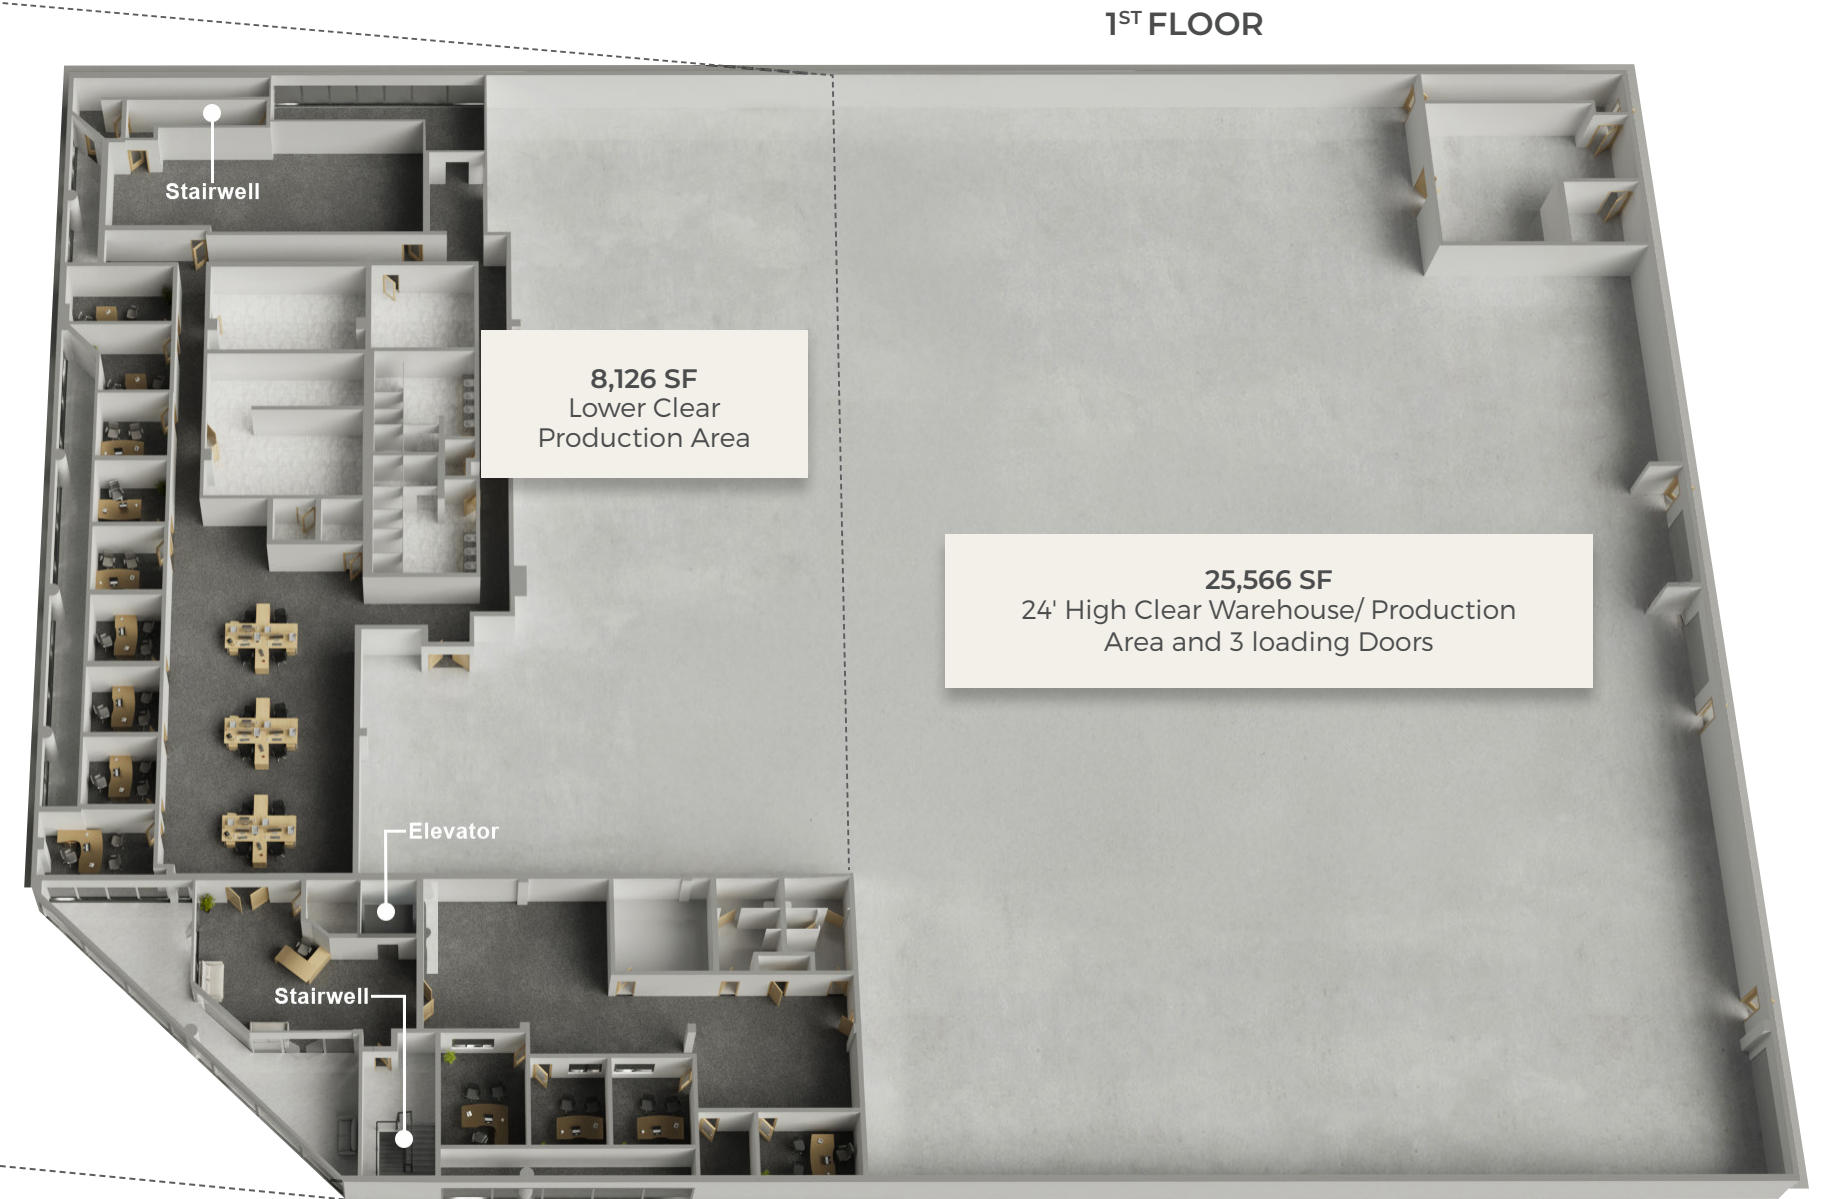 1ST FLOOR
Stairwell
8,126 SF
Lower Clear
Production Area
25,566 SF
24' High Clear Warehouse/ Production
Area and 3 loading Doors
Elevator
Stairwell